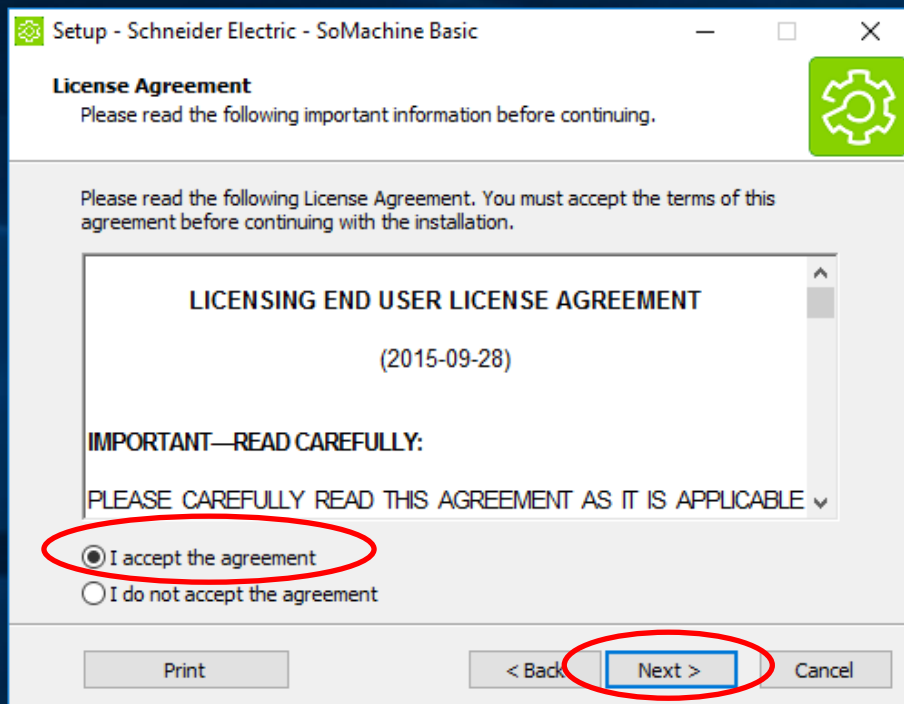 Setup - Schneider Electric - SoMachine Basic
License Agreement
Please read the following important information before continuing.
Please read the following License Agreement. You must accept the terms of this
agreement before continuing with the installation.
LICENSING END USER LICENSE AGREEMENT
(2015-09-28)
IMPORTANT—READ CAREFULLY:
PLEASE CAREFULLY READ THIS AGREEMENT AS IT IS APPLICABLE
I accept the agreement
I do not accept the agreement
Print
< Back
Next >
Cancel